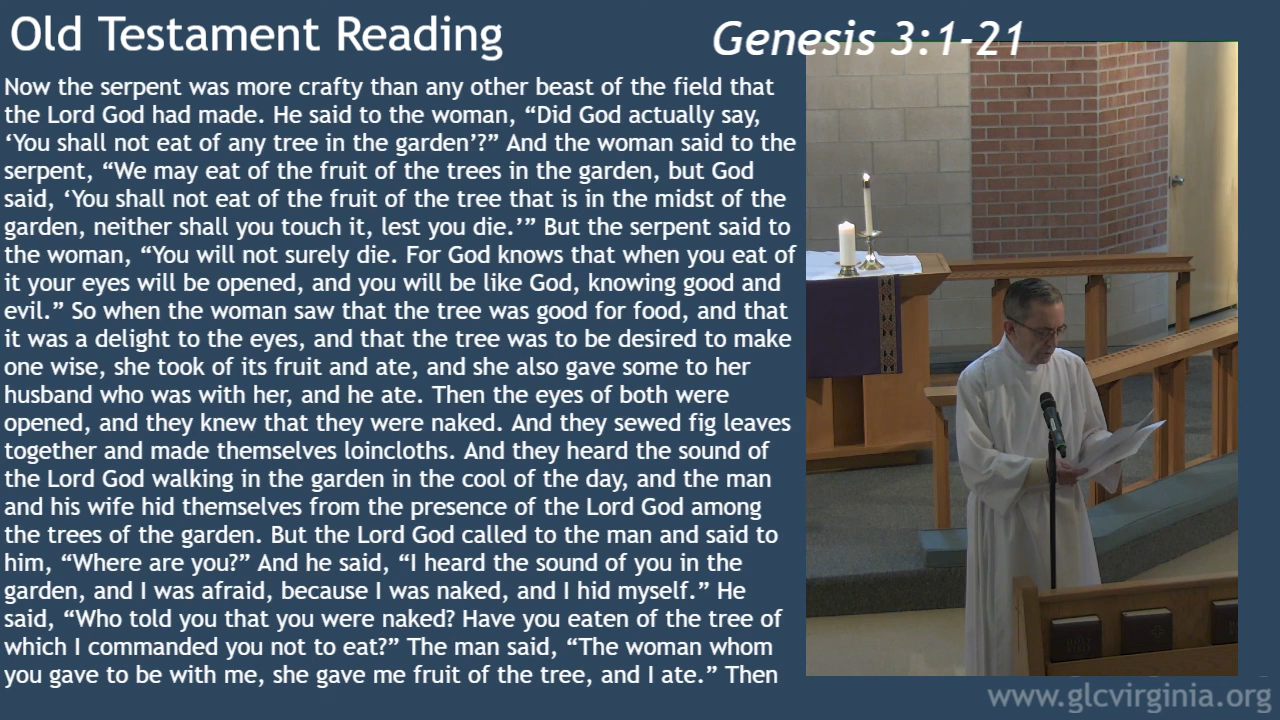 Old Testament Reading
Genesis 3:1-21
Now the serpent was more crafty than any other beast of the field that
the Lord God had made. He said to the woman, “Did God actually say,
‘You shall not eat of any tree in the garden’?” And the woman said to the
serpent, “We may eat of the fruit of the trees in the garden, but God
said, ‘You shall not eat of the fruit of the tree that is in the midst of the
garden, neither shall you touch it, lest you die.’” But the serpent said to
the woman, “You will not surely die. For God knows that when you eat of
it your eyes will be opened, and you will be like God, knowing good and
evil.” So when the woman saw that the tree was good for food, and that
it was a delight to the eyes, and that the tree was to be desired to make
one wise, she took of its fruit and ate, and she also gave some to her
husband who was with her, and he ate. Then the eyes of both were
opened, and they knew that they were naked. And they sewed fig leaves
together and made themselves loincloths. And they heard the sound of
the Lord God walking in the garden in the cool of the day, and the man
and his wife hid themselves from the presence of the Lord God among
the trees of the garden. But the Lord God called to the man and said to
him, “Where are you?” And he said, “I heard the sound of you in the
garden, and I was afraid, because I was naked, and I hid myself.” He
said, “Who told you that you were naked? Have you eaten of the tree of
which I commanded you not to eat?” The man said, “The woman whom
you gave to be with me, she gave me fruit of the tree, and I ate.” Then
www.glcvirginia.org